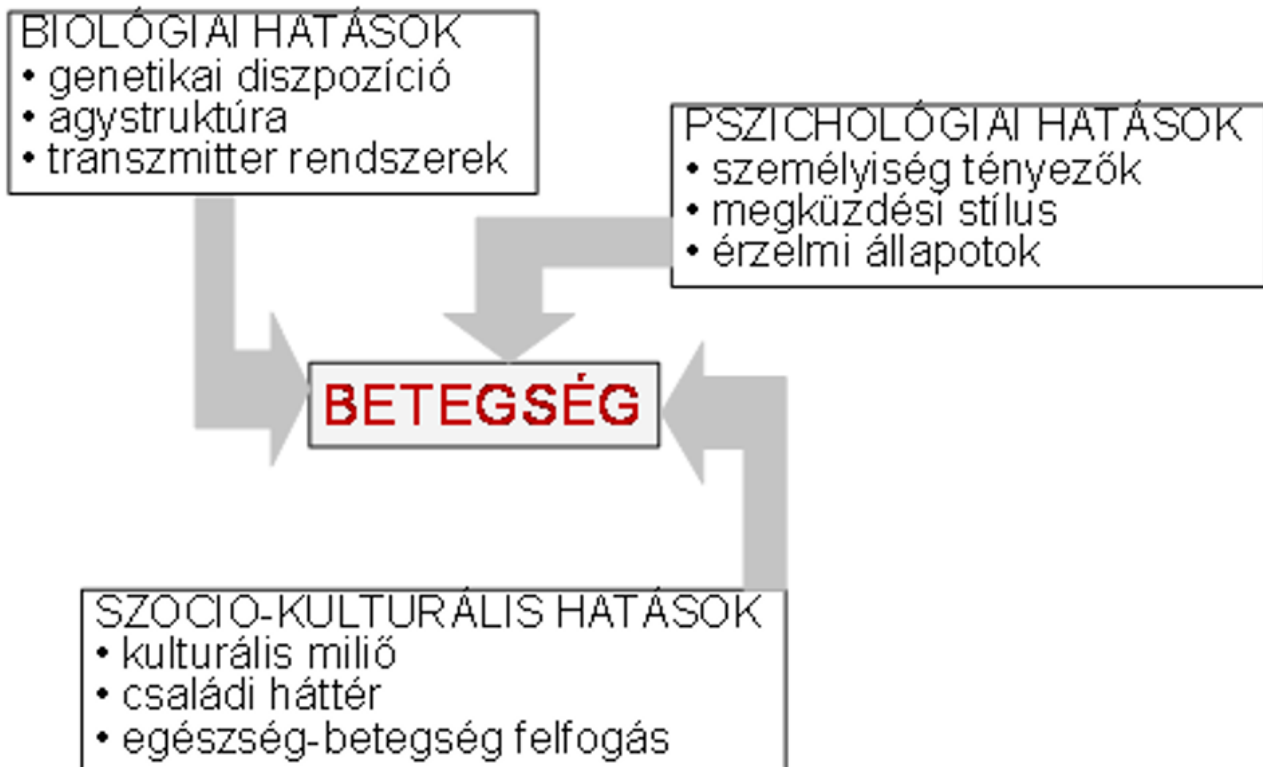 BIOLÓGIAI HATÁSOK
• genetikai diszpozíció
• agystruktúra
• transzmitter rendszerek
PSZICHOLÓGIAI HATÁSOK
• személyiség tényezők
• megküzdési stílus
• érzelmi állapotok
BETEGSÉG
SZOCIO-KULTURÁLIS HATÁSOK
• kulturális miliő
• családi háttér
• egészség-betegség felfogás